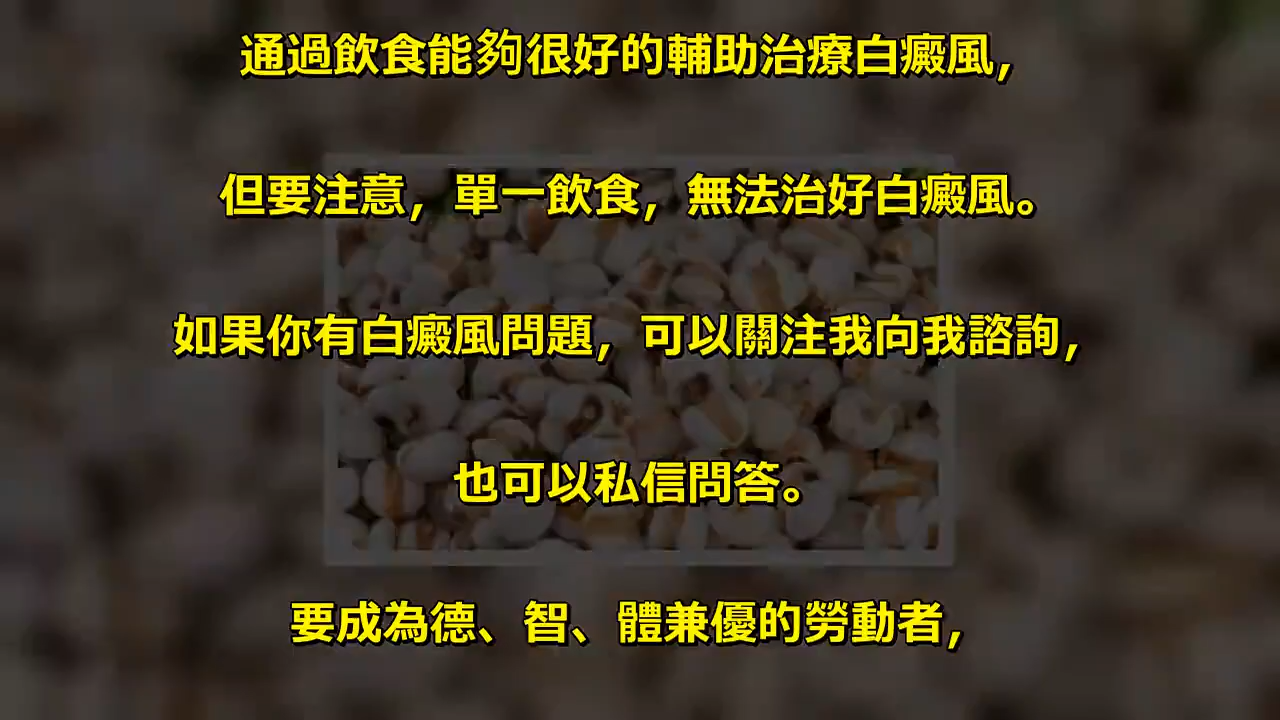 通過飲食能夠很好的輔助治療白癜風，
但要注意，單一飲食，無法治好白癜風。
如果你有白癜風問題，可以關注我向我諮詢，
也可以私信問答。
要成為德、智、體兼優的勞動者，